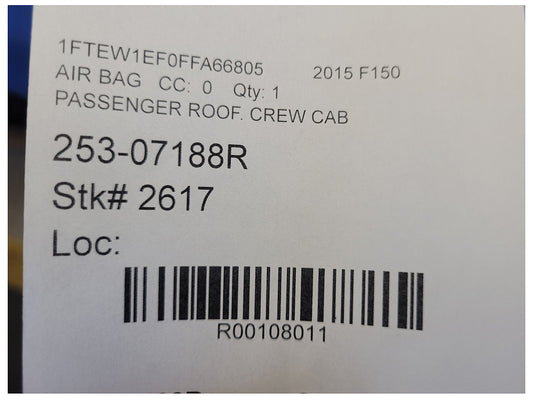 1FTEW1EF0FFA66805 2015 F150
AIR BAG CC: 0 Qty: 1
PASSENGER ROOF. CREW CAB
253-07188R
Stk# 2617
Loc:
R00108011